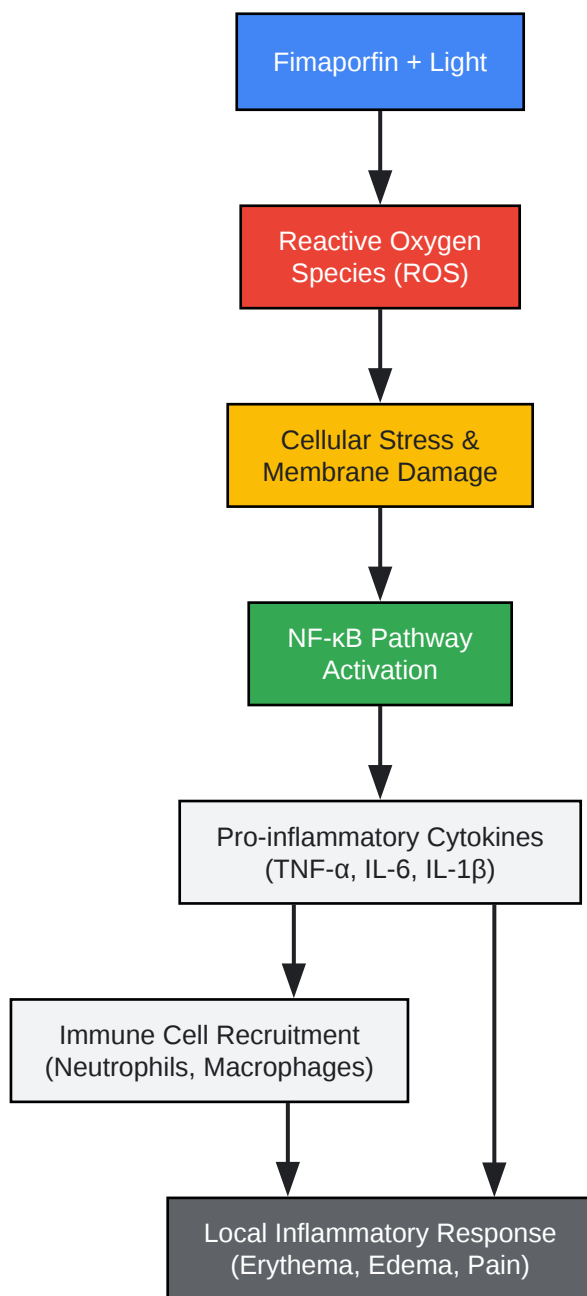 Fimaporfin + Light
Reactive Oxygen
Species (ROS)
Cellular Stress &
Membrane Damage
NF-κB Pathway
Activation
Pro-inflammatory Cytokines
(TNF-α, IL-6, IL-1β)
Immune Cell Recruitment
(Neutrophils, Macrophages)
Local Inflammatory Response
(Erythema, Edema, Pain)